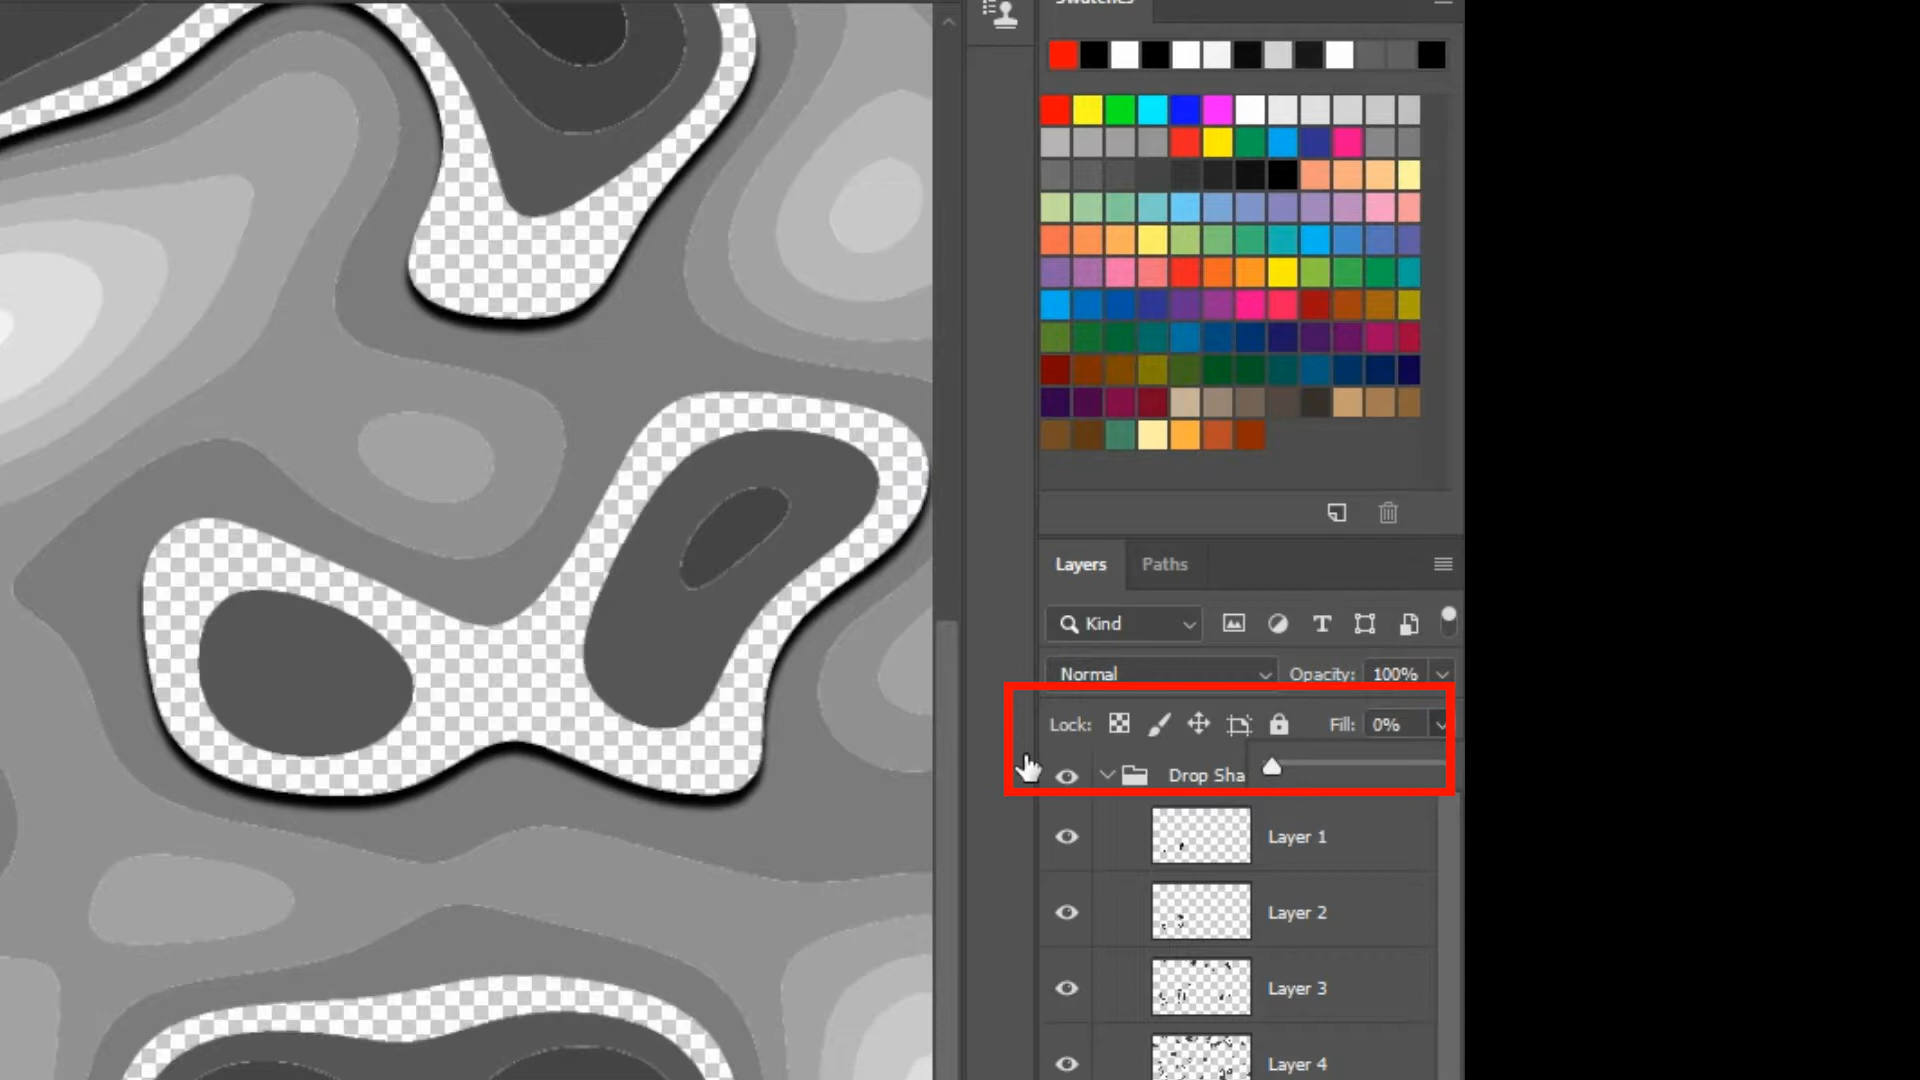 Swatches
Layers Paths
Kind
Normal Opacity: 100%
Lock: Fill: 0%
Drop Sha
Layer 1
Layer 2
Layer 3
Layer 4